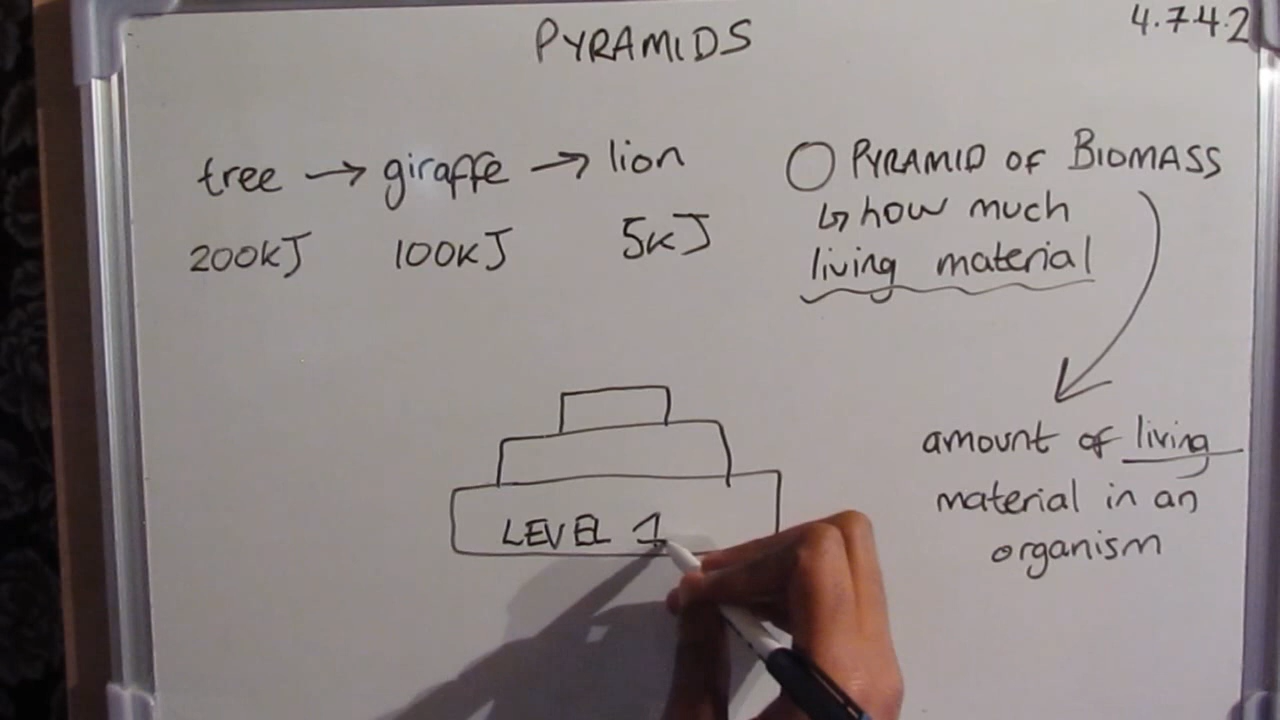 PYRAMIDS
4.7.4.2
tree → giraffe → lion
200kJ 100kJ 5kJ
PYRAMID OF BIOMASS
↳ how much
living material
amount of living
material in an
organism
LEVEL 1